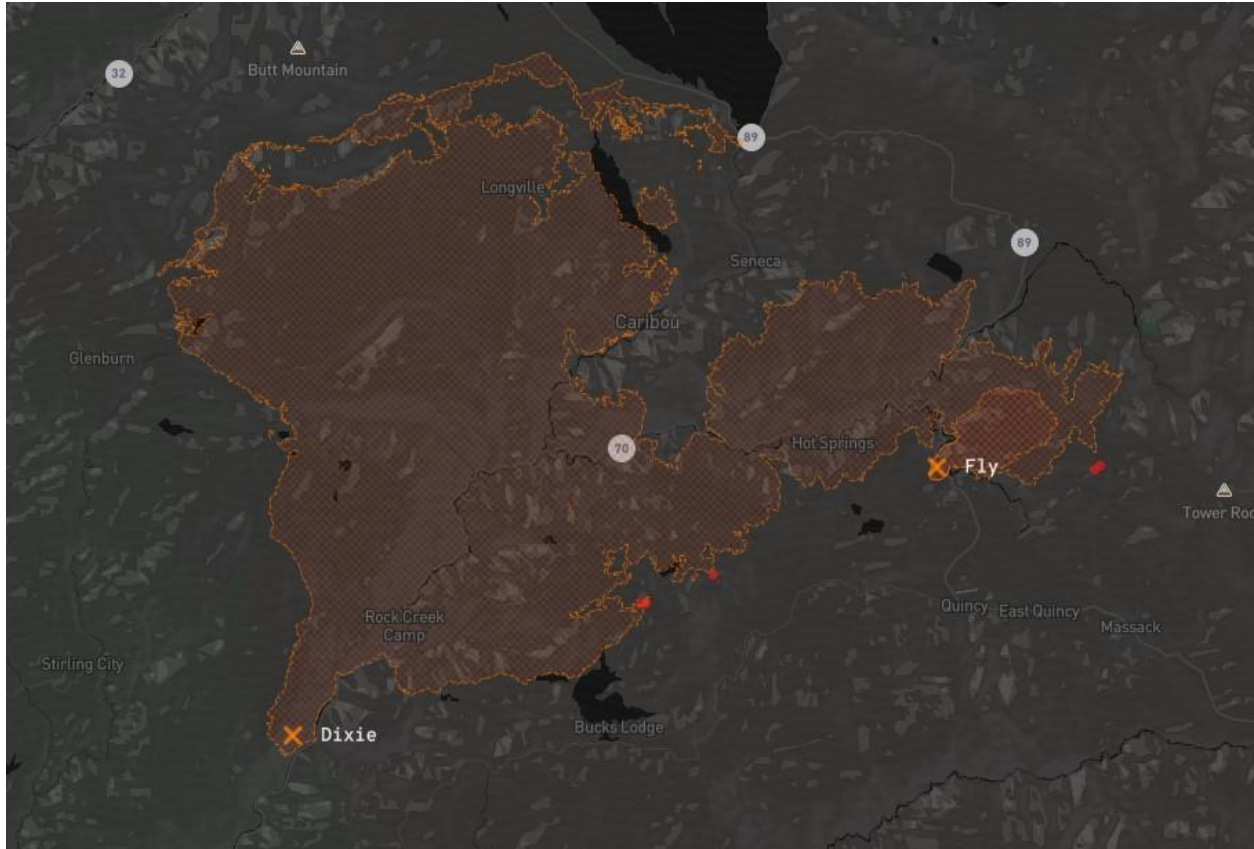 32
Butt Mountain
89
Longville
89
Seneca
Caribou
Glenburn
Hot Springs
70
Fly
Tower Roc
Rock Creek
Camp
Quincy
East Quincy
Massack
Stirling City
Bucks Lodge
Dixie